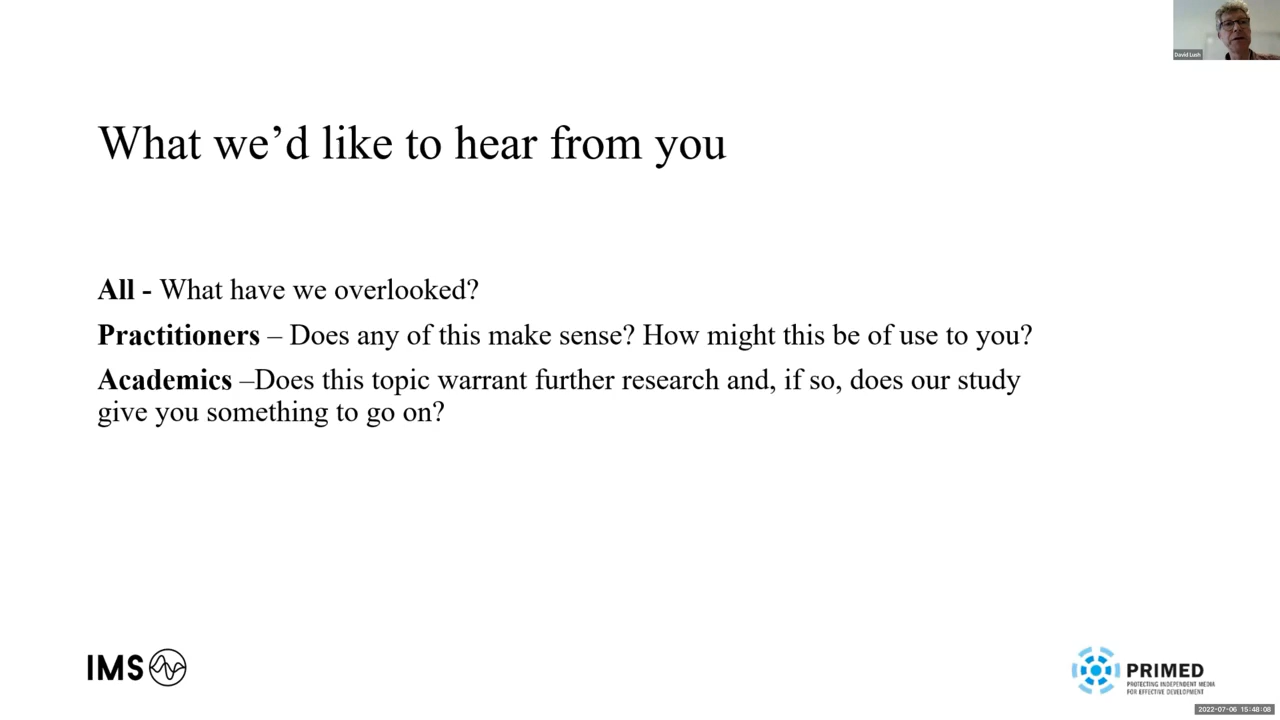 David Lush
What we’d like to hear from you
All - What have we overlooked?
Practitioners – Does any of this make sense? How might this be of use to you?
Academics –Does this topic warrant further research and, if so, does our study
give you something to go on?
IMS
PRIMED
PROTECTING INDEPENDENT MEDIA
FOR EFFECTIVE DEVELOPMENT
2022-07-06 15:48:08